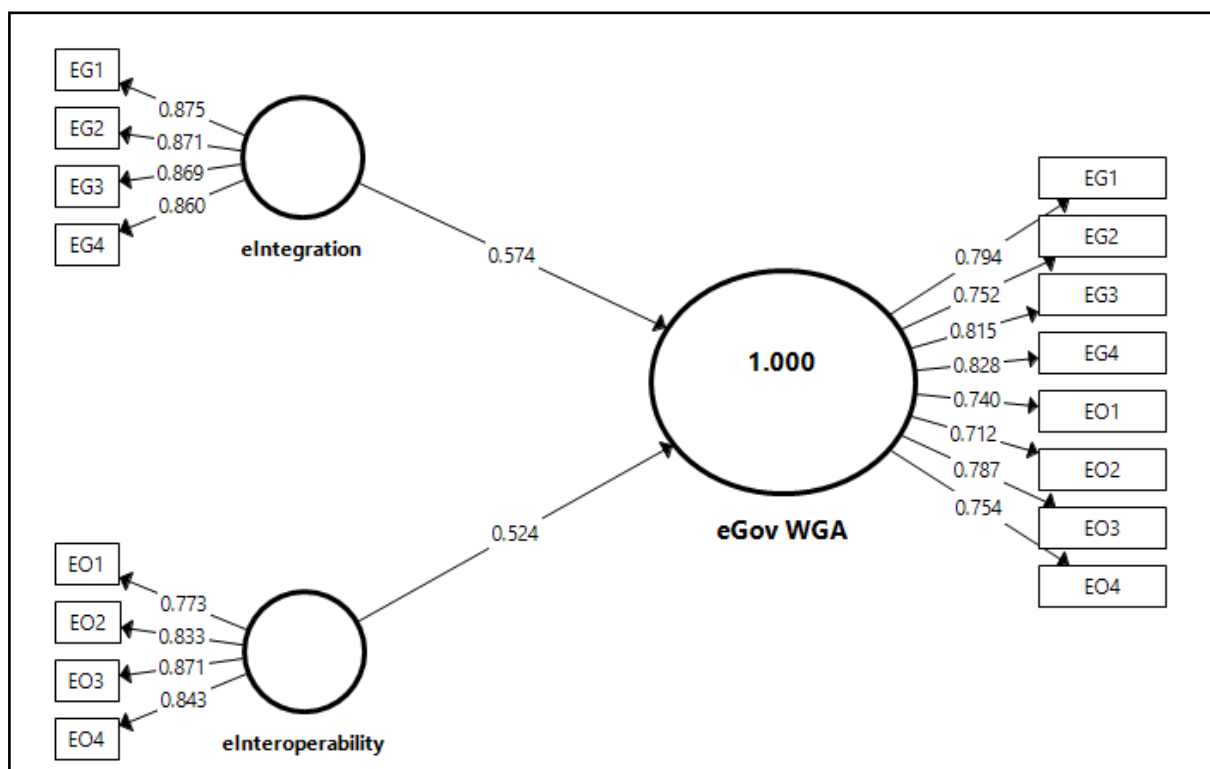 EG1
0.875
EG2
0.871
EG3
0.869
EG4
0.860
eIntegration
0.574
EO1
0.773
EO2
0.833
EO3
0.871
EO4
0.843
eInteroperability
0.524
1.000
eGov WGA
0.794
EG1
0.752
EG2
0.815
EG3
0.828
EG4
0.740
EO1
0.712
EO2
0.787
EO3
0.754
EO4